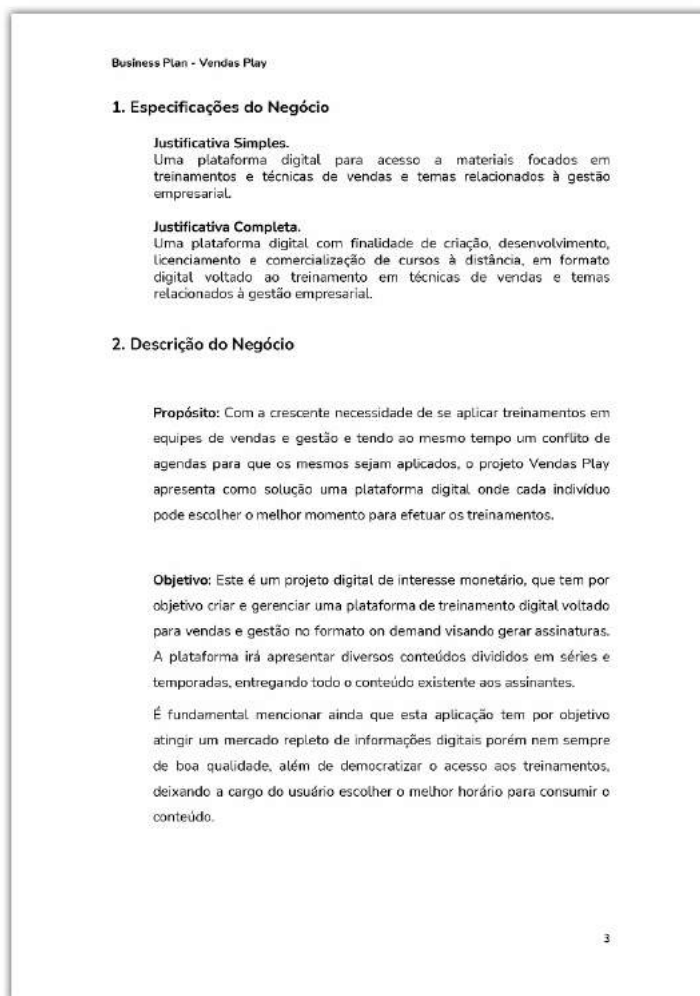 Business Plan - Vendas Play
1. Especificações do Negócio
Justificativa Simples.
Uma plataforma digital para acesso a materiais focados em
treinamentos e técnicas de vendas e temas relacionados à gestão
empresarial.
Justificativa Completa.
Uma plataforma digital com finalidade de criação, desenvolvimento,
licenciamento e comercialização de cursos à distância, em formato
digital voltado ao treinamento em técnicas de vendas e temas
relacionados à gestão empresarial.
2. Descrição do Negócio
Propósito: Com a crescente necessidade de se aplicar treinamentos em
equipes de vendas e gestão e tendo ao mesmo tempo um conflito de
agendas para que os mesmos sejam aplicados, o projeto Vendas Play
apresenta como solução uma plataforma digital onde cada indivíduo
pode escolher o melhor momento para efetuar os treinamentos.
Objetivo: Este é um projeto digital de interesse monetário, que tem por
objetivo criar e gerenciar uma plataforma de treinamento digital voltado
para vendas e gestão no formato on demand visando gerar assinaturas.
A plataforma irá apresentar diversos conteúdos divididos em séries e
temporadas, entregando todo o conteúdo existente aos assinantes.
É fundamental mencionar ainda que esta aplicação tem por objetivo
atingir um mercado repleto de informações digitais porém nem sempre
de boa qualidade, além de democratizar o acesso aos treinamentos,
deixando a cargo do usuário escolher o melhor horário para consumir o
conteúdo.
3